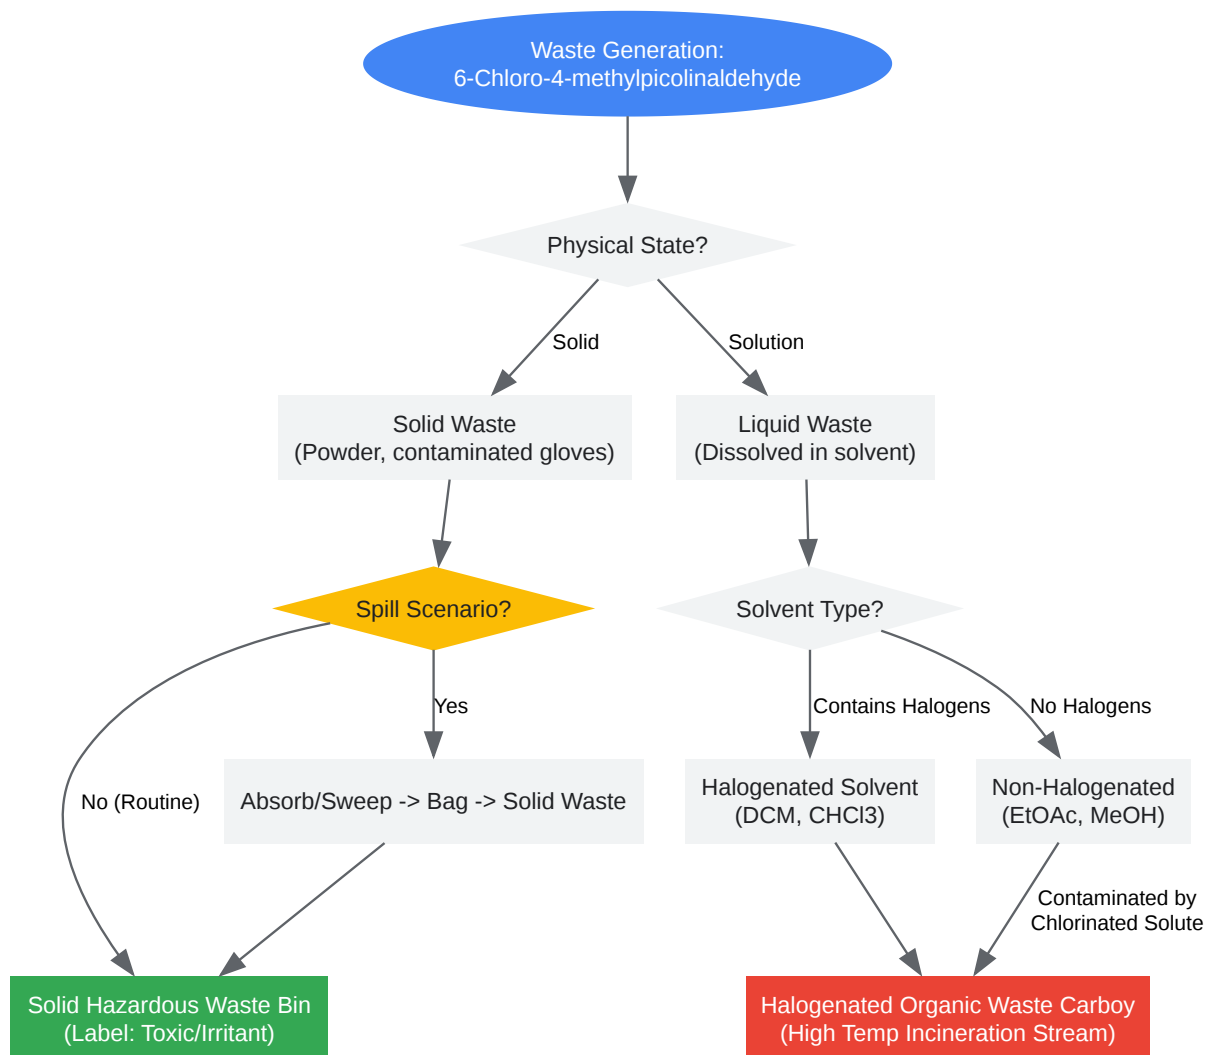 Waste Generation:
6-Chloro-4-methylpicolinaldehyde
Physical State?
Solid
Solution
Solid Waste
(Powder, contaminated gloves)
Liquid Waste
(Dissolved in solvent)
Spill Scenario?
Solvent Type?
Yes
Contains Halogens
No Halogens
No (Routine)
Absorb/Sweep -> Bag -> Solid Waste
Halogenated Solvent
(DCM, CHCl3)
Non-Halogenated
(EtOAc, MeOH)
Contaminated by
Chlorinated Solute
Solid Hazardous Waste Bin
(Label: Toxic/Irritant)
Halogenated Organic Waste Carboy
(High Temp Incineration Stream)